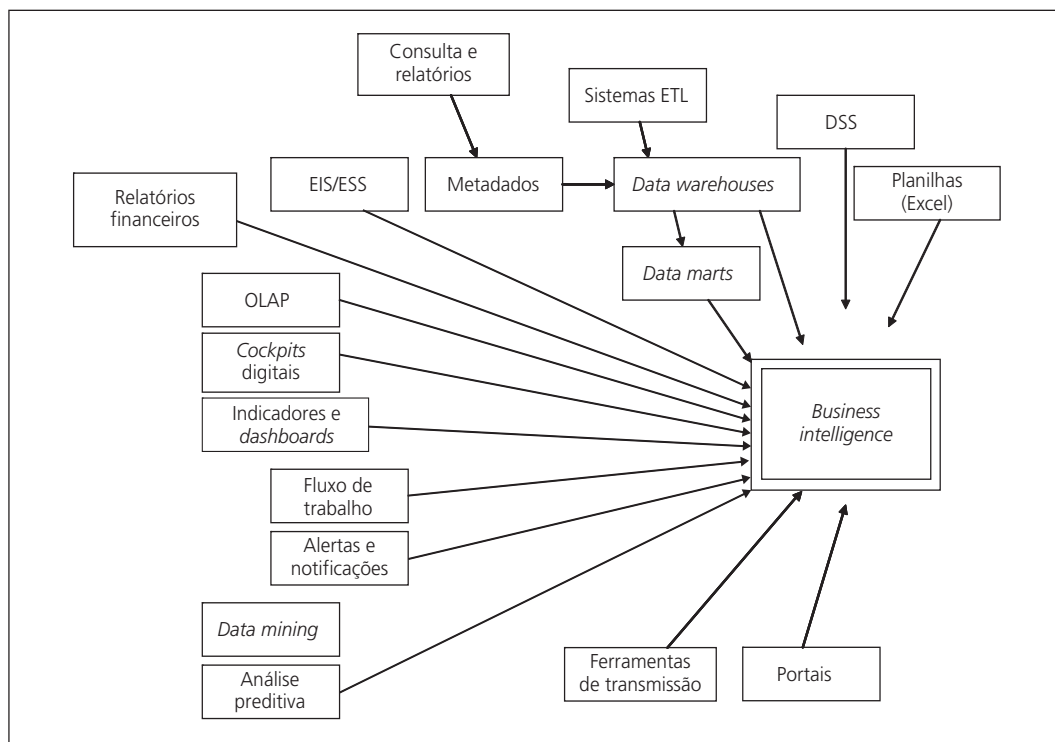 Consulta e
relatórios
Sistemas ETL
DSS
EIS/ESS
Metadados
Data warehouses
Planilhas
(Excel)
Relatórios
financeiros
Data marts
OLAP
Cockpits
digitais
Indicadores e
dashboards
Business
intelligence
Fluxo de
trabalho
Alertas e
notificações
Data mining
Análise
preditiva
Ferramentas
de transmissão
Portais